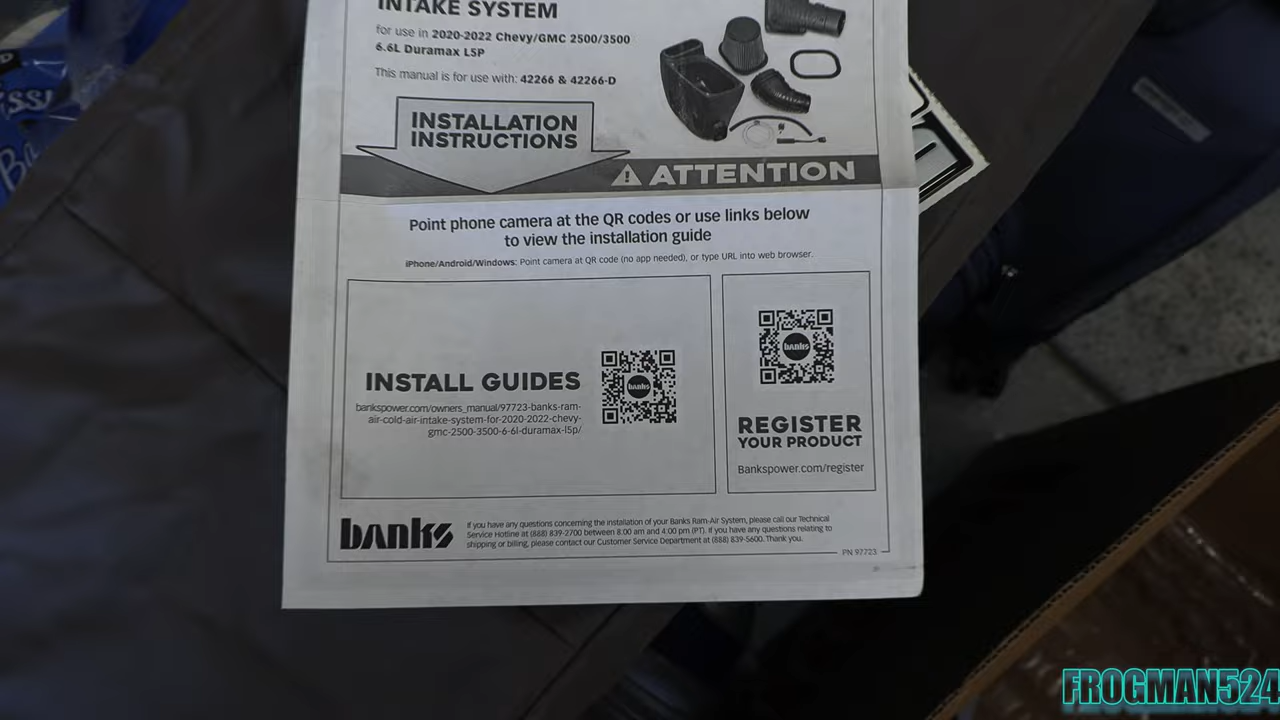 INTAKE SYSTEM
for use in 2020-2022 Chevy/GMC 2500/3500
6.6L Duramax L5P
This manual is for use with: 42266 & 42266-D
INSTALLATION
INSTRUCTIONS
ATTENTION
Point phone camera at the QR codes or use links below
to view the installation guide
iPhone/Android/Windows: Point camera at QR code (no app needed), or type URL into web browser.
INSTALL GUIDES
bankspower.com/owners_manual/97723-banks-ram-
air-cold-air-intake-system-for-2020-2022-chevy-
gmc-2500-3500-6-6l-duramax-l5p/
banks
banks
REGISTER
YOUR PRODUCT
Bankspower.com/register
banks
If you have any questions concerning the installation of your Banks Ram-Air System, please call our Technical
Service Hotline at (888) 839-2700 between 8:00 am and 4:00 pm (PT). If you have any questions relating to
shipping or billing, please contact our Customer Service Department at (888) 839-5600. Thank you.
PN 97723
FROGMAN524